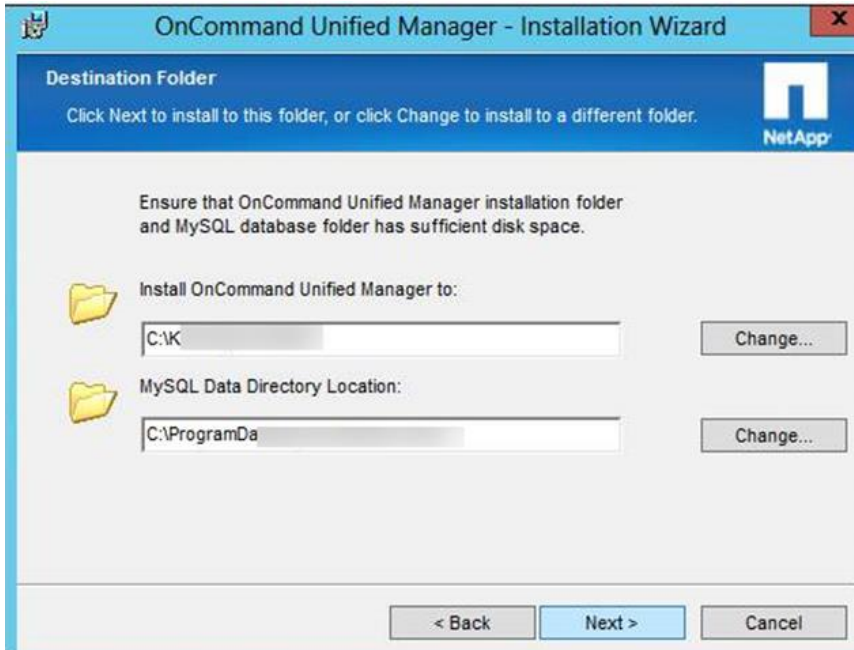 OnCommand Unified Manager - Installation Wizard
x
Destination Folder
Click Next to install to this folder, or click Change to install to a different folder.
NetApp
Ensure that OnCommand Unified Manager installation folder
and MySQL database folder has sufficient disk space.
Install OnCommand Unified Manager to:
C:\K
Change...
MySQL Data Directory Location:
C:\ProgramDa
Change...
< Back
Next >
Cancel